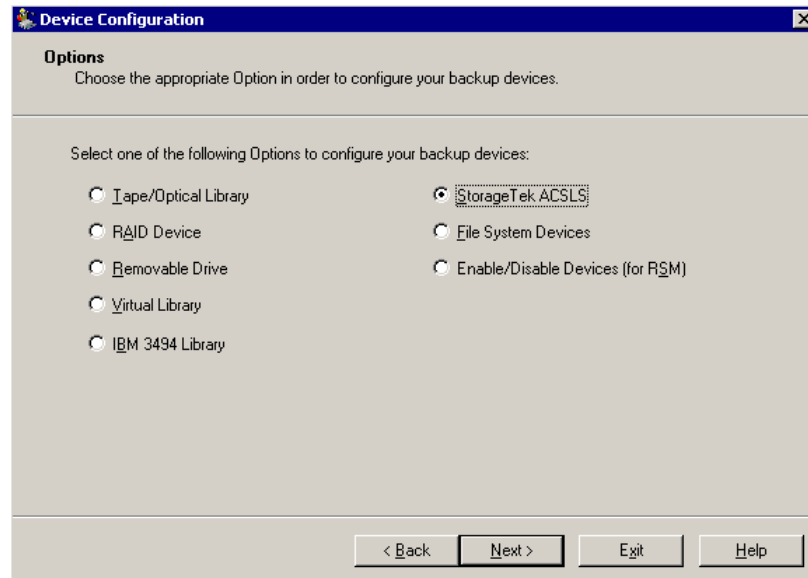 Device Configuration
Options
Choose the appropriate Option in order to configure your backup devices.
Select one of the following Options to configure your backup devices:
Tape/Optical Library
RAID Device
Removable Drive
Virtual Library
IBM 3494 Library
StorageTek ACSLS
File System Devices
Enable/Disable Devices (for RSM)
< Back
Next >
Exit
Help